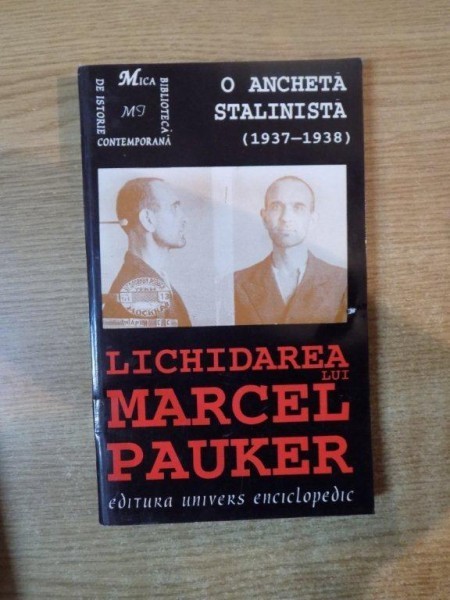 Mica
BIBLIOTECĂ
DE ISTORIE
CONTEMPORANĂ
MI
O ANCHETĂ
STALINISTĂ
(1937—1938)
LICHIDAREA
LUI
MARCEL
PAUKER
editura univers enciclopedic